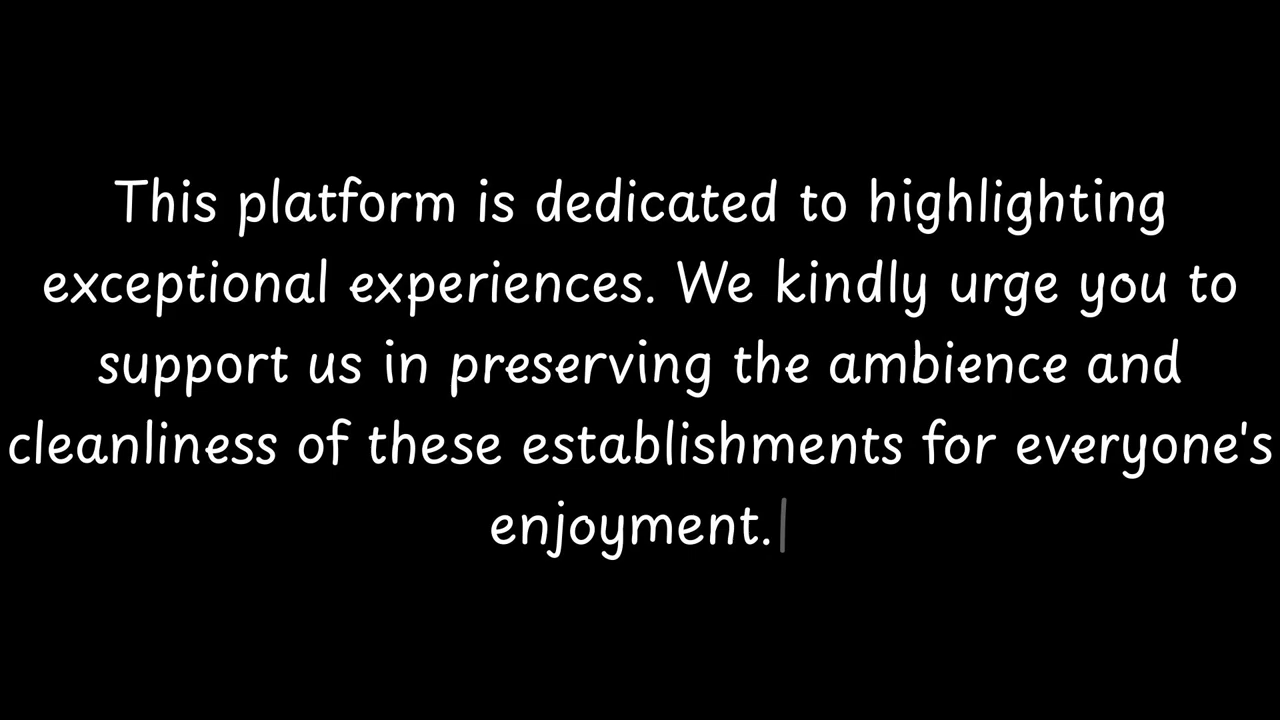 This platform is dedicated to highlighting
exceptional experiences. We kindly urge you to
support us in preserving the ambience and
cleanliness of these establishments for everyone's
enjoyment.